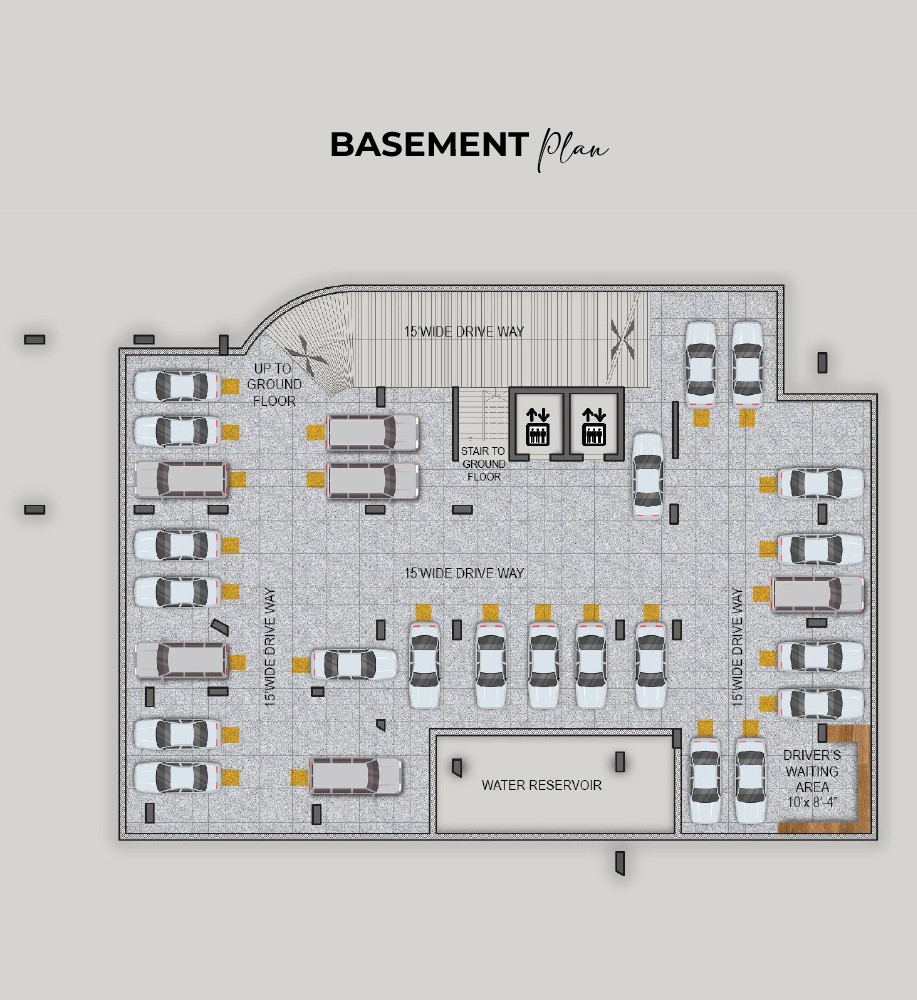 BASEMENT Plan
15'WIDE DRIVE WAY
UP TO
GROUND
FLOOR
STAIR TO
GROUND
FLOOR
15'WIDE DRIVE WAY
15'WIDE DRIVE WAY
15'WIDE DRIVE WAY
WATER RESERVOIR
DRIVER'S
WAITING
AREA
10'x 8'-4"